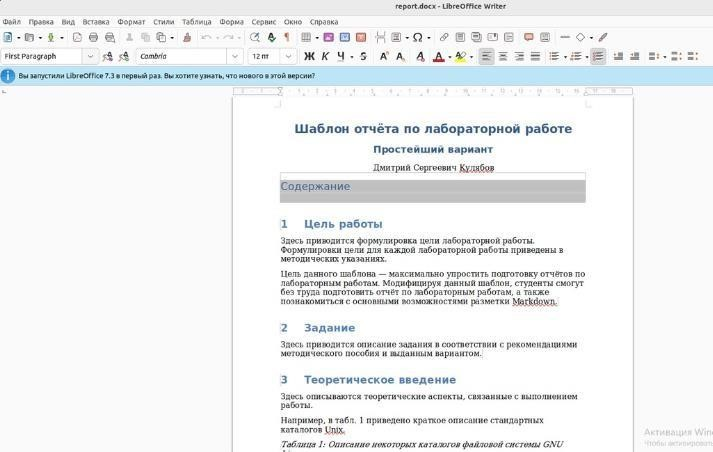 report.docx - LibreOffice Writer
Файл Правка Вид Вставка Формат Стили Таблица Форма Сервис Окно Справка
First Paragraph Cambria 12 пт Ж К Ч S
Вы запустили LibreOffice 7.3 в первый раз. Вы хотите узнать, что нового в этой версии?
Шаблон отчёта по лабораторной работе
Простейший вариант
Дмитрий Сергеевич Кулябов
Содержание
1 Цель работы
Здесь приводится формулировка цели лабораторной работы.
Формулировки цели для каждой лабораторной работы приведены в
методических указаниях.
Цель данного шаблона — максимально упростить подготовку отчётов по
лабораторным работам. Модифицируя данный шаблон, студенты смогут
без труда подготовить отчёт по лабораторным работам, а также
познакомиться с основными возможностями разметки Markdown.
2 Задание
Здесь приводится описание задания в соответствии с рекомендациями
методического пособия и выданным вариантом.
3 Теоретическое введение
Здесь описываются теоретические аспекты, связанные с выполнением
работы.
Например, в табл. 1 приведено краткое описание стандартных
каталогов Unix.
Таблица 1: Описание некоторых каталогов файловой системы GNU
Активация Win
Чтобы активировать